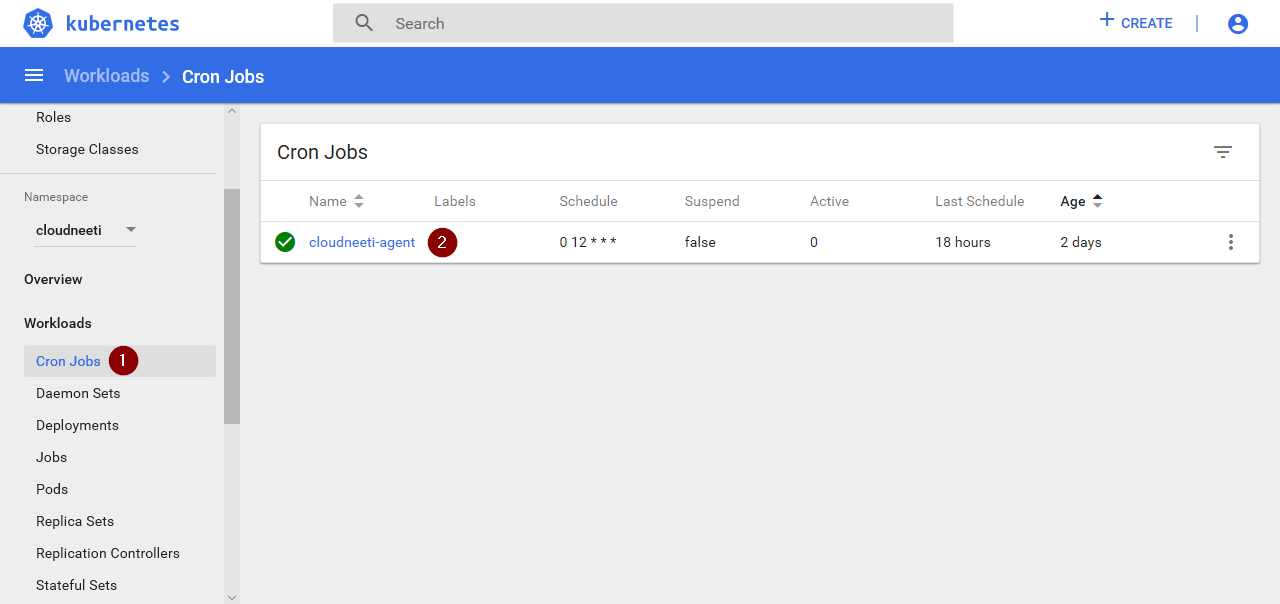 kubernetes
Search
CREATE
Workloads
Cron Jobs
Roles
Storage Classes
Namespace
cloudneeti
Overview
Workloads
Cron Jobs 1
Daemon Sets
Deployments
Jobs
Pods
Replica Sets
Replication Controllers
Stateful Sets
Cron Jobs
Name Labels Schedule Suspend Active Last Schedule Age
cloudneeti-agent 2 0 12 * * * false 0 18 hours 2 days